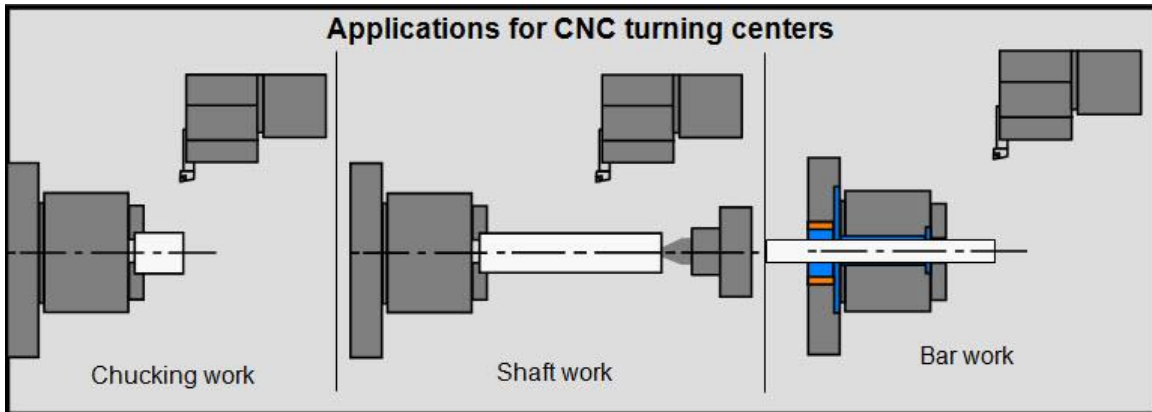 Applications for CNC turning centers
Chucking work
Shaft work
Bar work